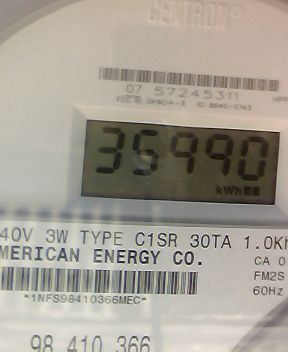 CENTRON®
07 57245311
35990
kWh
40V 3W TYPE C1SR 30TA 1.0Kh
MERICAN ENERGY CO.
CA 0
FM2S
*1NFS98410366MEC*
60Hz
98 410 366